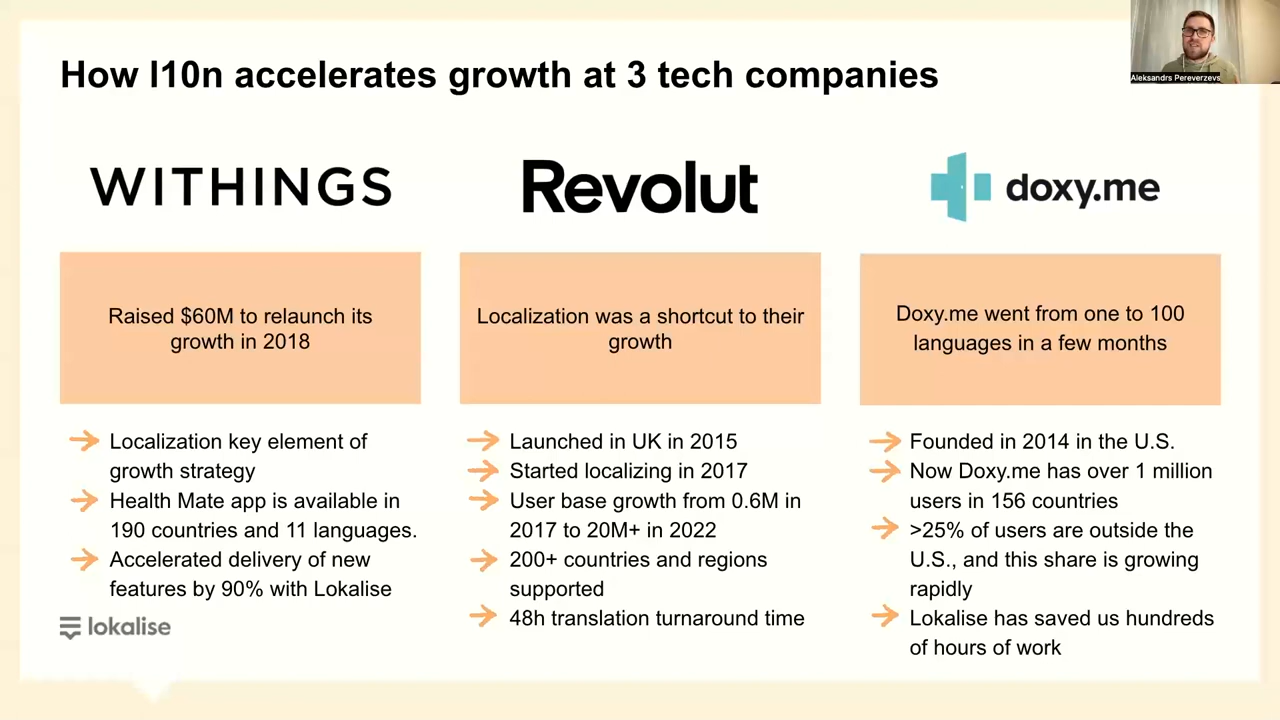 How l10n accelerates growth at 3 tech companies
Aleksandrs Pereverzevs
WITHINGS
Raised $60M to relaunch its
growth in 2018
Localization key element of
growth strategy
Health Mate app is available in
190 countries and 11 languages.
Accelerated delivery of new
features by 90% with Lokalise
Revolut
Localization was a shortcut to their
growth
Launched in UK in 2015
Started localizing in 2017
User base growth from 0.6M in
2017 to 20M+ in 2022
200+ countries and regions
supported
48h translation turnaround time
doxy.me
Doxy.me went from one to 100
languages in a few months
Founded in 2014 in the U.S.
Now Doxy.me has over 1 million
users in 156 countries
>25% of users are outside the
U.S., and this share is growing
rapidly
Lokalise has saved us hundreds
of hours of work
lokalise